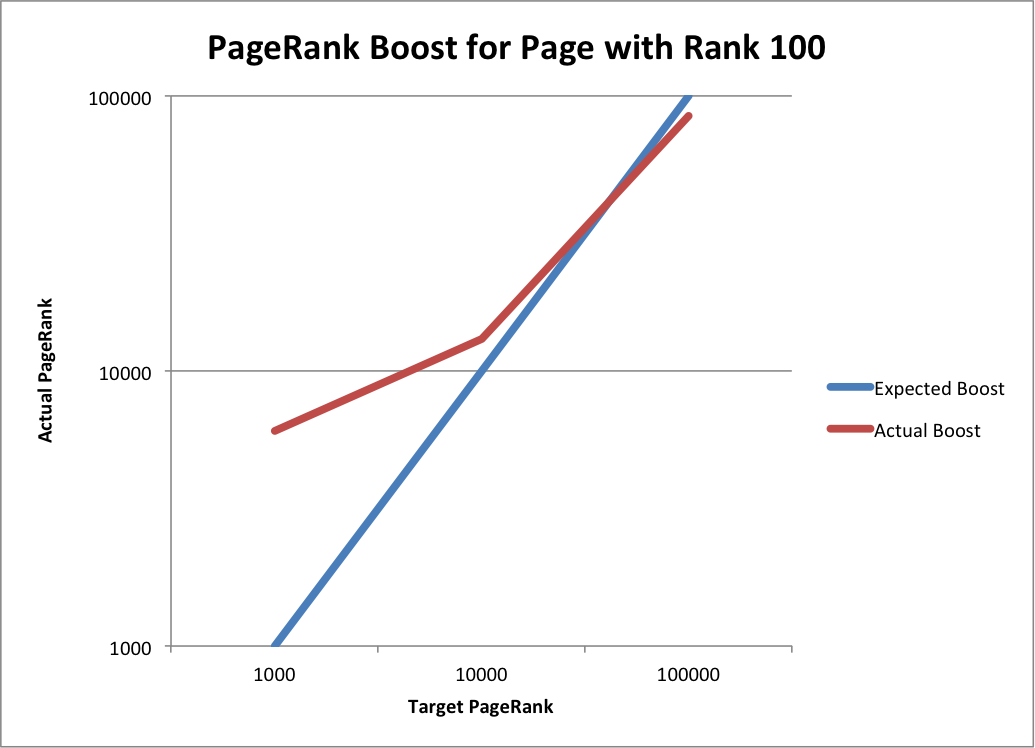 PageRank Boost for Page with Rank 100
100000
10000
1000
Actual PageRank
1000 10000 100000
Target PageRank
Expected Boost
Actual Boost